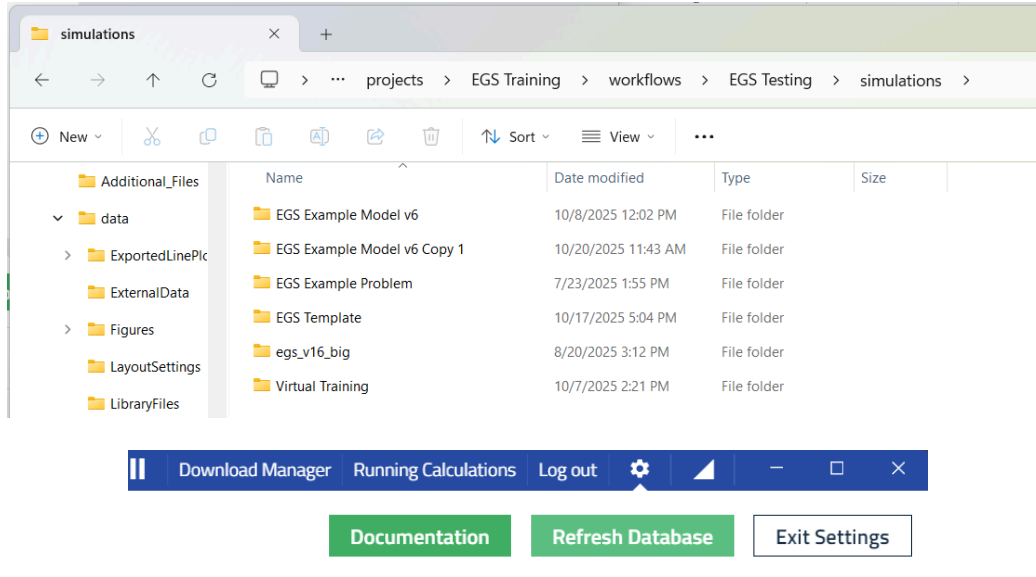 simulations
projects > EGS Training > workflows > EGS Testing > simulations >
New Sort View
Name Date modified Type Size
Additional_Files
data
ExportedLinePlc
ExternalData
Figures
LayoutSettings
LibraryFiles
EGS Example Model v6 10/8/2025 12:02 PM File folder
EGS Example Model v6 Copy 1 10/20/2025 11:43 AM File folder
EGS Example Problem 7/23/2025 1:55 PM File folder
EGS Template 10/17/2025 5:04 PM File folder
egs_v16_big 8/20/2025 3:12 PM File folder
Virtual Training 10/7/2025 2:21 PM File folder
Download Manager Running Calculations Log out
Documentation Refresh Database Exit Settings